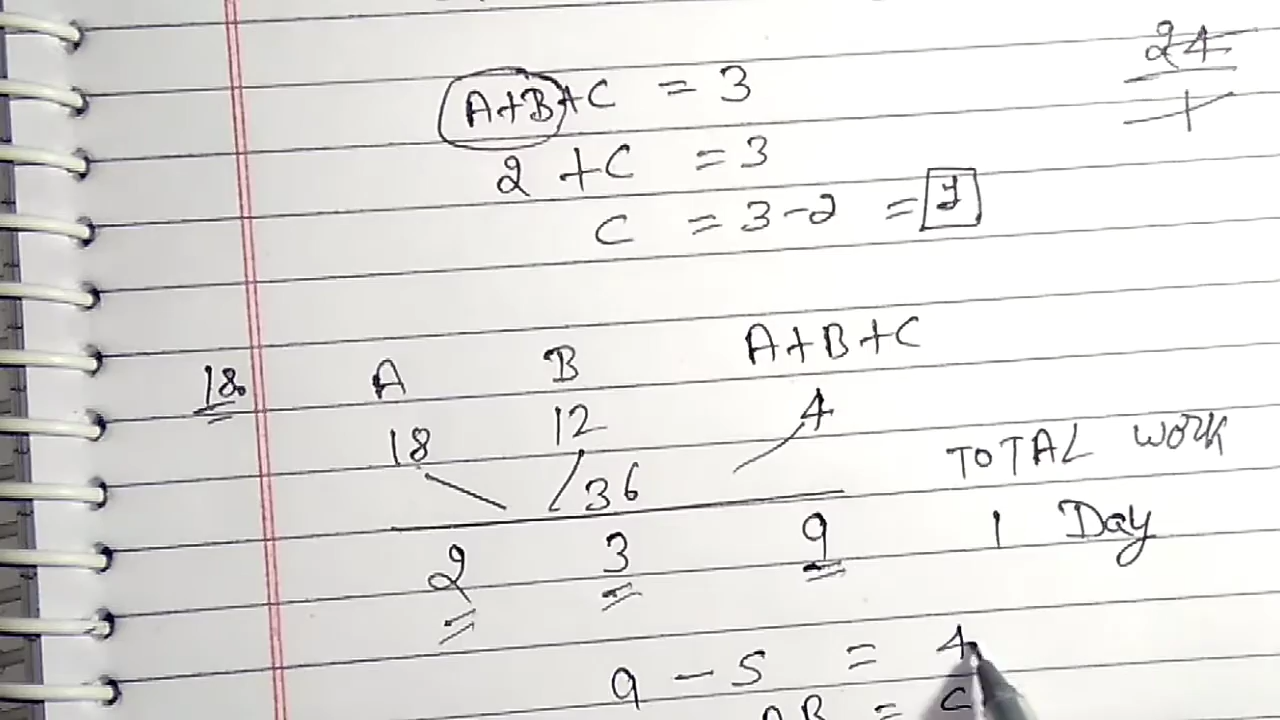 24
1
A+B+C = 3
2 + C = 3
C = 3-2 = 1
A B A+B+C
18. 18 12 4
36 TOTAL WORK
2 3 9 1 Day
9 - 5 = 4
AB = C